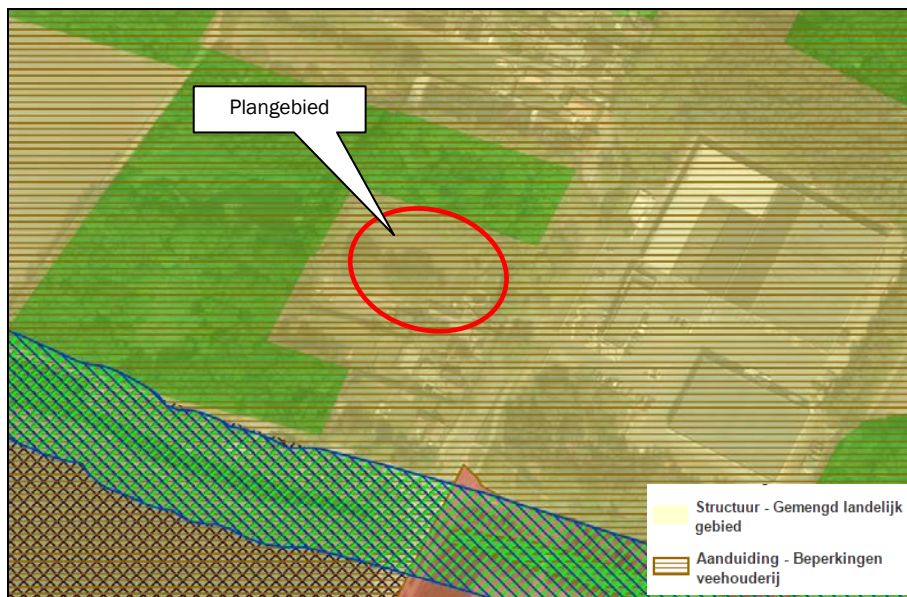 Plangebied
Structuur - Gemengd landelijk
gebied
Aanduiding - Beperkingen
veehouderij